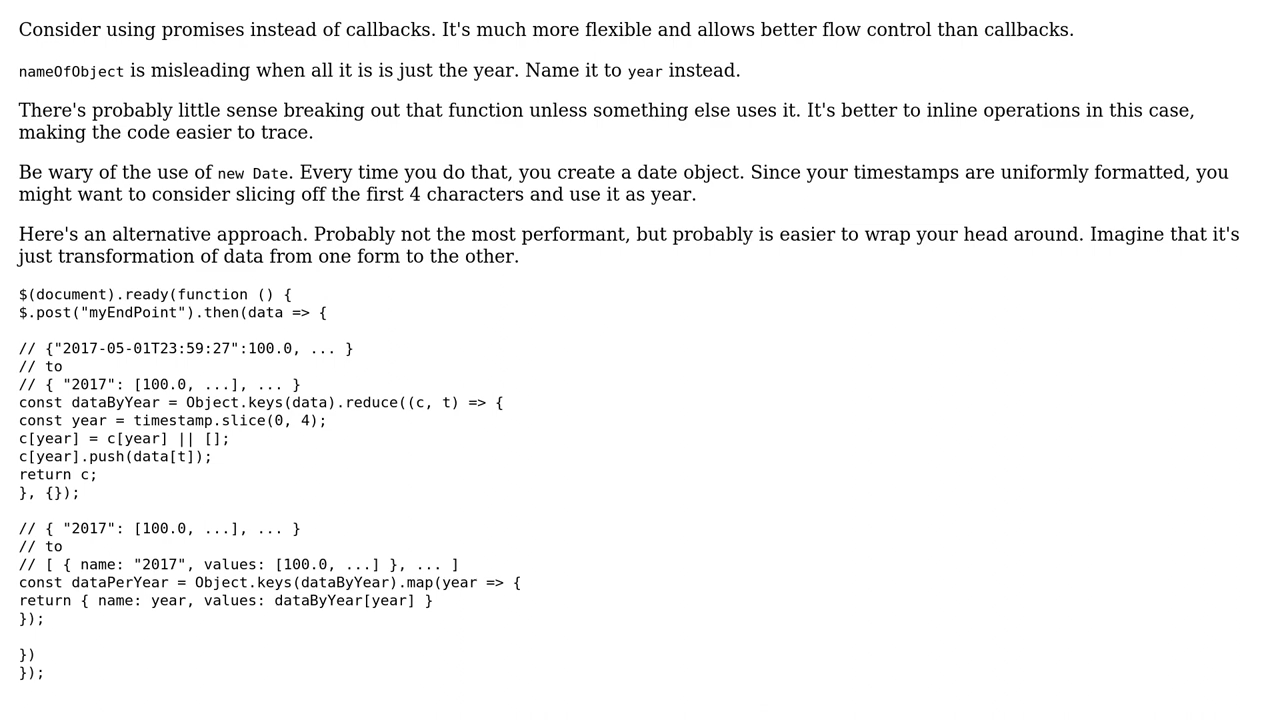 Consider using promises instead of callbacks. It's much more flexible and allows better flow control than callbacks.
nameOfObject is misleading when all it is is just the year. Name it to year instead.
There's probably little sense breaking out that function unless something else uses it. It's better to inline operations in this case,
making the code easier to trace.
Be wary of the use of new Date. Every time you do that, you create a date object. Since your timestamps are uniformly formatted, you
might want to consider slicing off the first 4 characters and use it as year.
Here's an alternative approach. Probably not the most performant, but probably is easier to wrap your head around. Imagine that it's
just transformation of data from one form to the other.
$(document).ready(function () {
$.post("myEndPoint").then(data => {
// {"2017-05-01T23:59:27":100.0, ... }
// to
// { "2017": [100.0, ...], ... }
const dataByYear = Object.keys(data).reduce((c, t) => {
const year = timestamp.slice(0, 4);
c[year] = c[year] || [];
c[year].push(data[t]);
return c;
}, {});
// { "2017": [100.0, ...], ... }
// to
// [ { name: "2017", values: [100.0, ...] }, ... ]
const dataPerYear = Object.keys(dataByYear).map(year => {
return { name: year, values: dataByYear[year] }
});
})
});